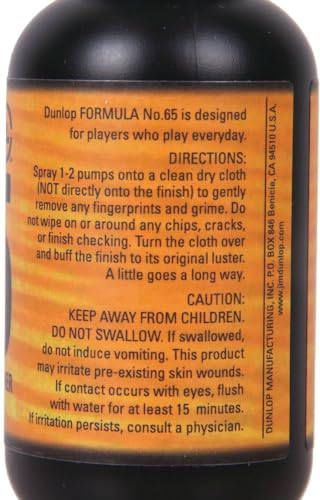 Dunlop FORMULA No.65 is designed
for players who play everyday.
DIRECTIONS:
Spray 1-2 pumps onto a clean dry cloth
(NOT directly onto the finish) to gently
remove any fingerprints and grime. Do
not wipe on or around any chips, cracks,
or finish checking. Turn the cloth over
and buff the finish to its original luster.
A little goes a long way.
CAUTION:
KEEP AWAY FROM CHILDREN.
DO NOT SWALLOW. If swallowed,
do not induce vomiting. This product
may irritate pre-existing skin wounds.
If contact occurs with eyes, flush
with water for at least 15 minutes.
If irritation persists, consult a physician.
DUNLOP MANUFACTURING, INC. P.O. BOX 846 Benicia, CA 94510 U.S.A.
www.jimdunlop.com